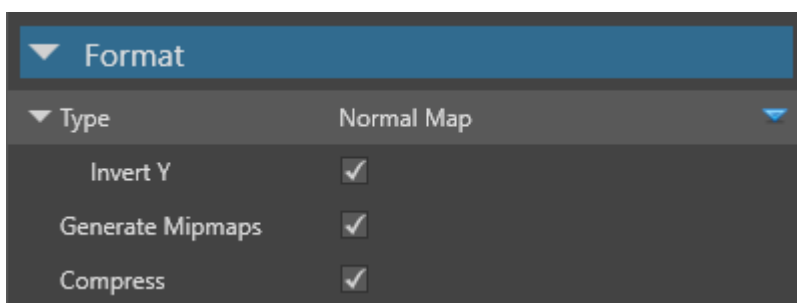 Format
Type Normal Map
Invert Y
Generate Mipmaps
Compress